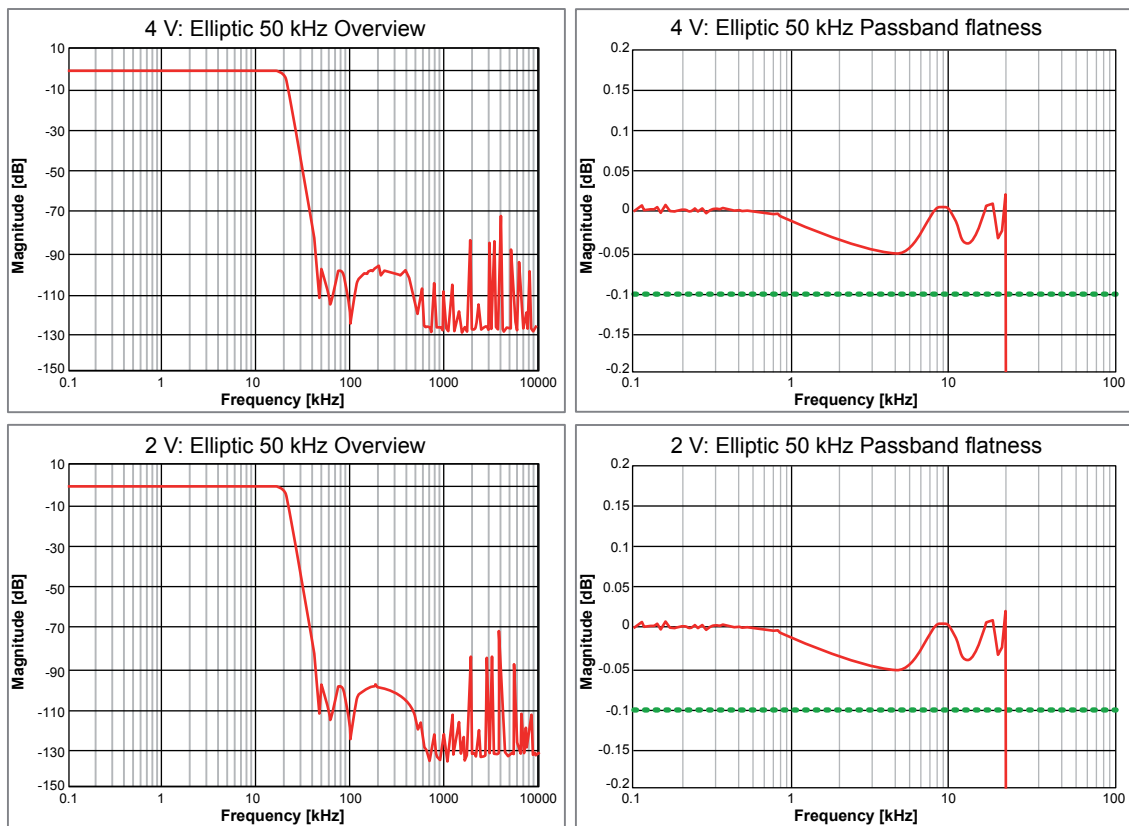 4 V: Elliptic 50 kHz Overview
Magnitude [dB]
10
-10
-30
-50
-70
-90
-110
-130
-150
0.1 1 10 100 1000 10000
Frequency [kHz]
4 V: Elliptic 50 kHz Passband flatness
Magnitude [dB]
0.2
0.15
0.1
0.05
0
-0.05
-0.1
-0.15
-0.2
0.1 1 10 100
Frequency [kHz]
2 V: Elliptic 50 kHz Overview
Magnitude [dB]
10
-10
-30
-50
-70
-90
-110
-130
-150
0.1 1 10 100 1000 10000
Frequency [kHz]
2 V: Elliptic 50 kHz Passband flatness
Magnitude [dB]
0.2
0.15
0.1
0.05
0
-0.05
-0.1
-0.15
-0.2
0.1 1 10 100
Frequency [kHz]